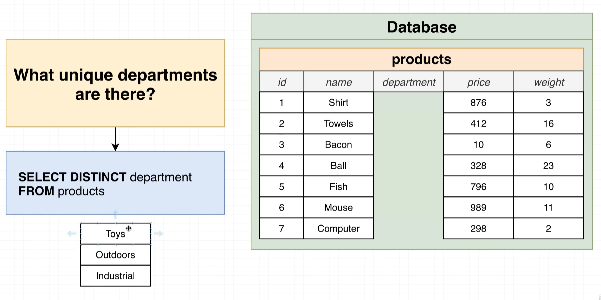 What unique departments
are there?
SELECT DISTINCT department
FROM products
Toys
Outdoors
Industrial
Database
products
id name department price weight
1 Shirt 876 3
2 Towels 412 16
3 Bacon 10 6
4 Ball 328 23
5 Fish 796 10
6 Mouse 989 11
7 Computer 298 2